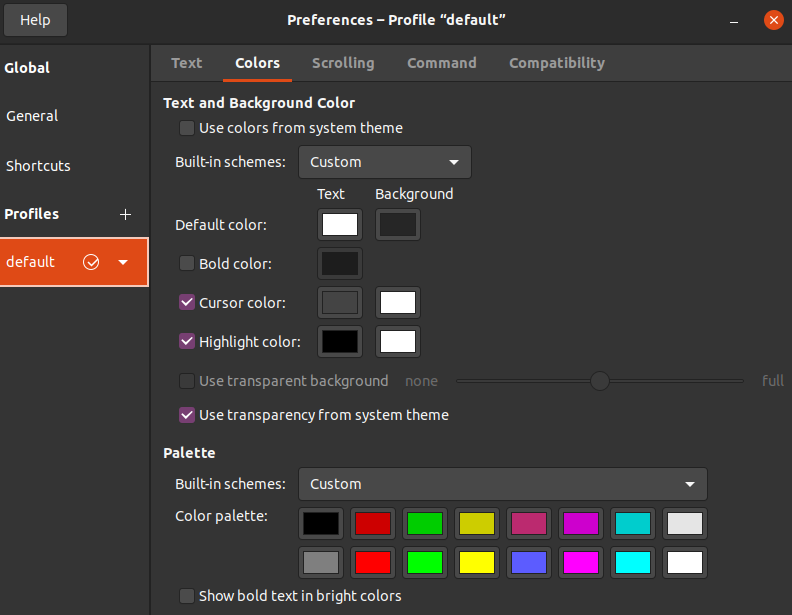 Help
Preferences – Profile “default”
Global
General
Shortcuts
Profiles
default
Text Colors Scrolling Command Compatibility
Text and Background Color
Use colors from system theme
Built-in schemes: Custom
Text Background
Default color:
Bold color:
Cursor color:
Highlight color:
Use transparent background none full
Use transparency from system theme
Palette
Built-in schemes: Custom
Color palette:
Show bold text in bright colors